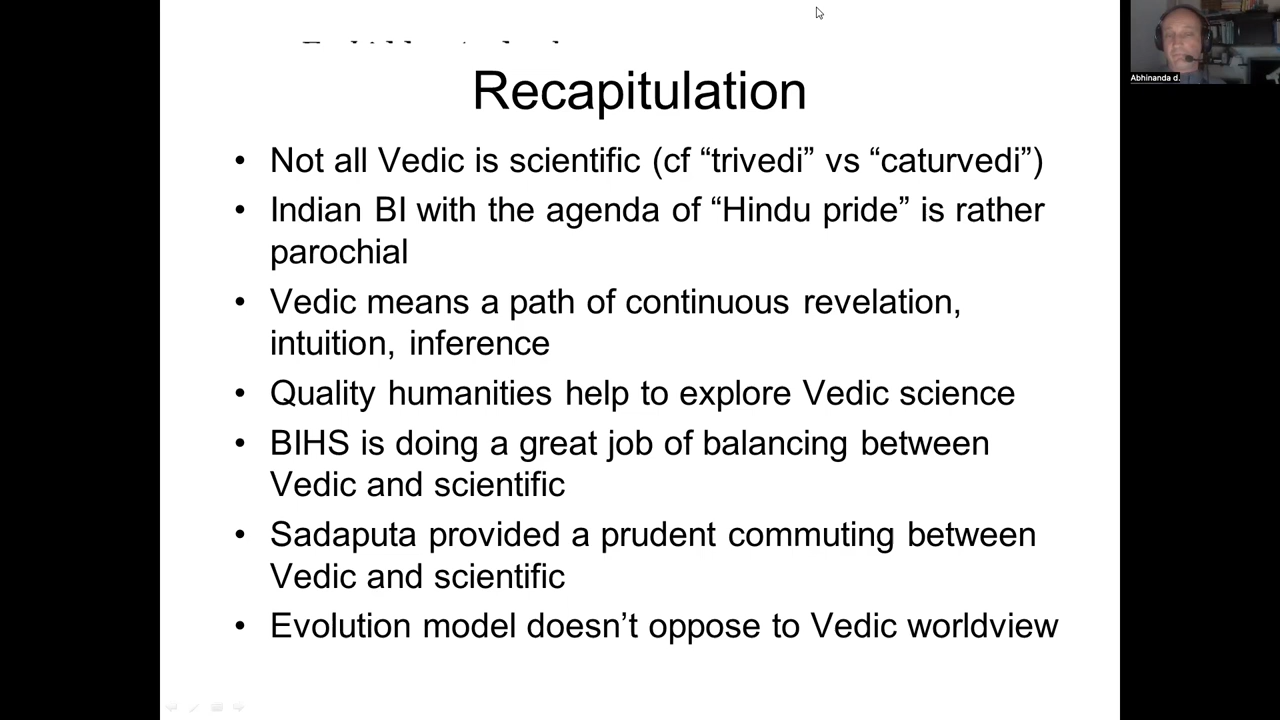 Recapitulation
• Not all Vedic is scientific (cf “trivedi” vs “caturvedi”)
• Indian BI with the agenda of “Hindu pride” is rather
parochial
• Vedic means a path of continuous revelation,
intuition, inference
• Quality humanities help to explore Vedic science
• BIHS is doing a great job of balancing between
Vedic and scientific
• Sadaputa provided a prudent commuting between
Vedic and scientific
• Evolution model doesn’t oppose to Vedic worldview
Abhinanda d.